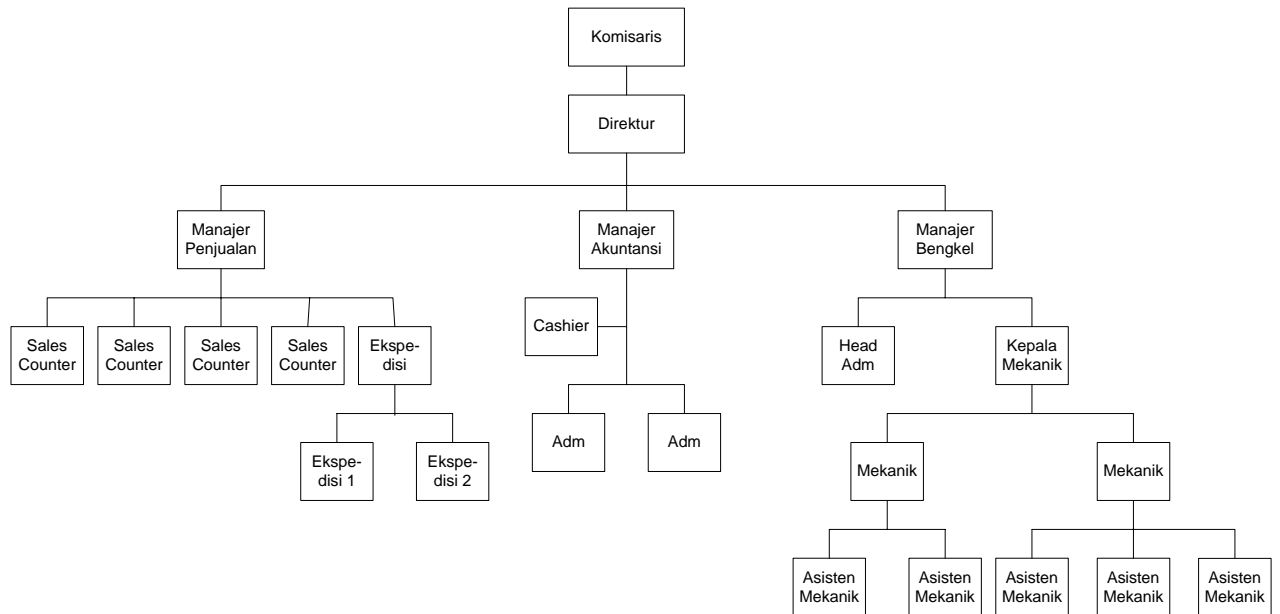 Komisaris
Direktur
Manajer
Penjualan
Manajer
Akuntansi
Manajer
Bengkel
Sales
Counter
Sales
Counter
Sales
Counter
Sales
Counter
Ekspe-
disi
Cashier
Head
Adm
Kepala
Mekanik
Ekspe-
disi 1
Ekspe-
disi 2
Adm
Adm
Mekanik
Mekanik
Asisten
Mekanik
Asisten
Mekanik
Asisten
Mekanik
Asisten
Mekanik
Asisten
Mekanik